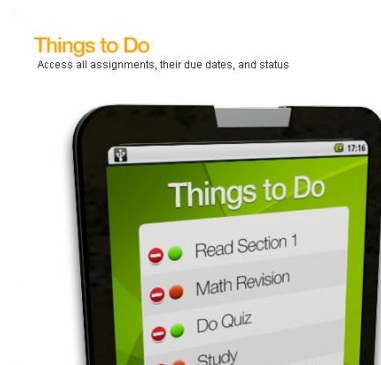 Things to Do
Access all assignments, their due dates, and status
17:16
Things to Do
Read Section 1
Math Revision
Do Quiz
Study